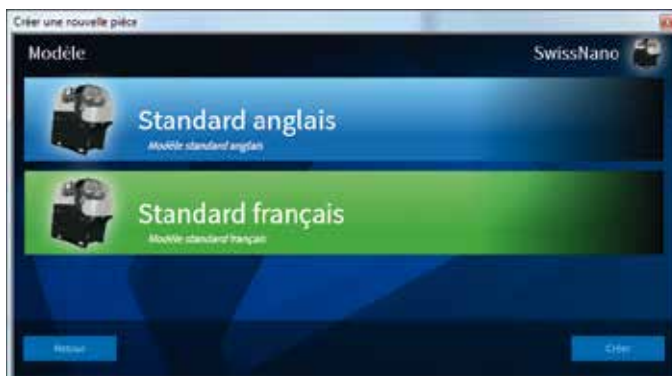 Créer une nouvelle pièce
Modèle
SwissNano
Standard anglais
Modèle standard anglais
Standard français
Modèle standard français
Retour
Créer